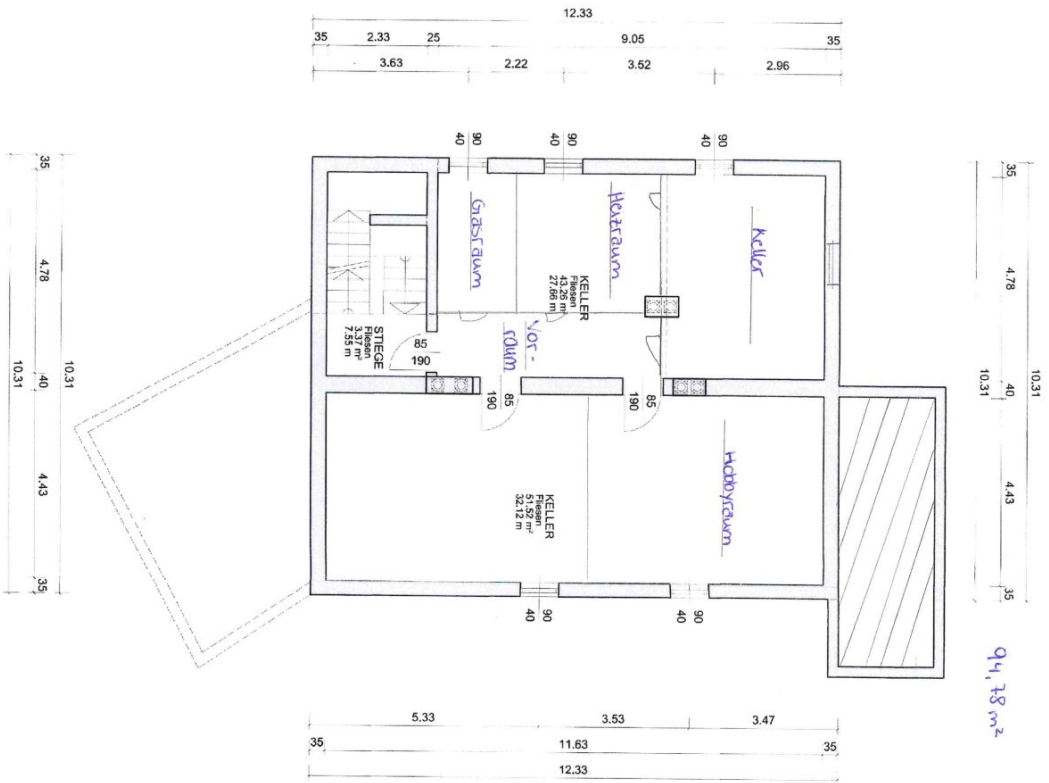 12.33
35 2.33 25 9.05 35
3.63 2.22 3.52 2.96
90
40
90
40
90
40
35
4.78
40
4.43
35
10.31
10.31
35
4.78
40
4.43
35
10.31
10.31
Gasraum
Heizraum
Keller
KELLER
Fliesen
43.26 m²
27.66 m
STIEGE
Fliesen
3.37 m²
7.55 m
85
190
Vor-
raum
85
190
85
190
Hobbyraum
KELLER
Fliesen
51.52 m²
32.12 m
90
40
90
40
94,78 m²
5.33 3.53 3.47
35 11.63 35
12.33